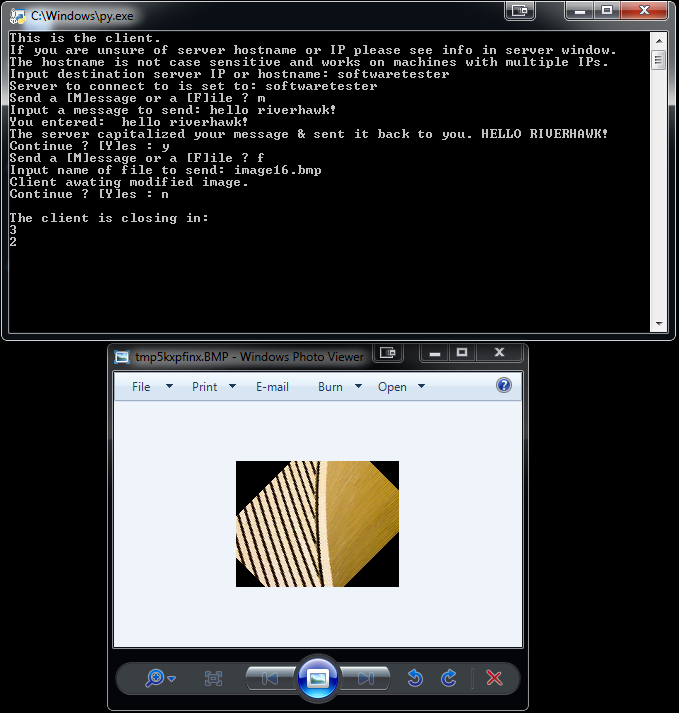 C:\Windows\py.exe
This is the client.
If you are unsure of server hostname or IP please see info in server window.
The hostname is not case sensitive and works on machines with multiple IPs.
Input destination server IP or hostname: softwaretester
Server to connect to is set to: softwaretester
Send a [M]essage or a [F]ile ? m
Input a message to send: hello riverhawk!
You entered:  hello riverhawk!
The server capitalized your message & sent it back to you. HELLO RIVERHAWK!
Continue ? [Y]es : y
Send a [M]essage or a [F]ile ? f
Input name of file to send: image16.bmp
Client awating modified image.
Continue ? [Y]es : n
The client is closing in:
3
2
tmp5kxpfinx.BMP - Windows Photo Viewer
File Print E-mail Burn Open ?